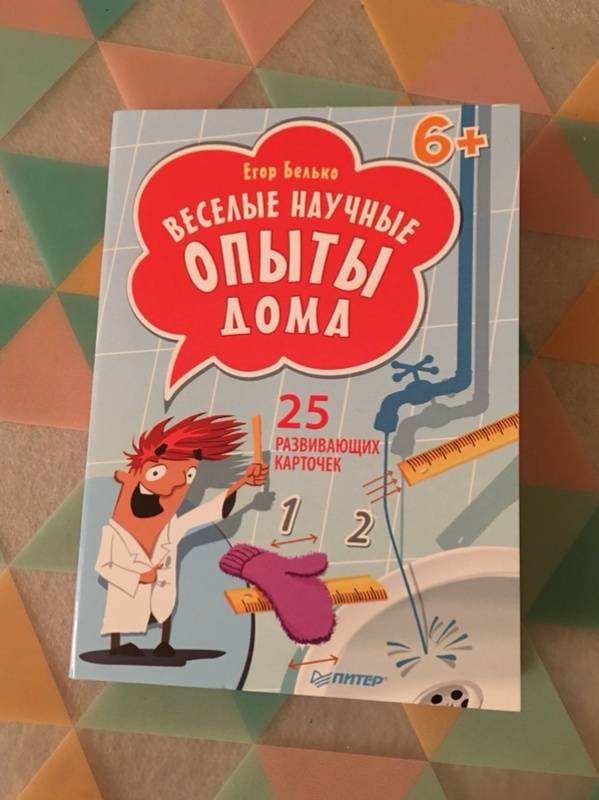 6+
Егор Белько
ВЕСЕЛЫЕ НАУЧНЫЕ
ОПЫТЫ
ДОМА
25
РАЗВИВАЮЩИХ
КАРТОЧЕК
1
2
ПИТЕР®